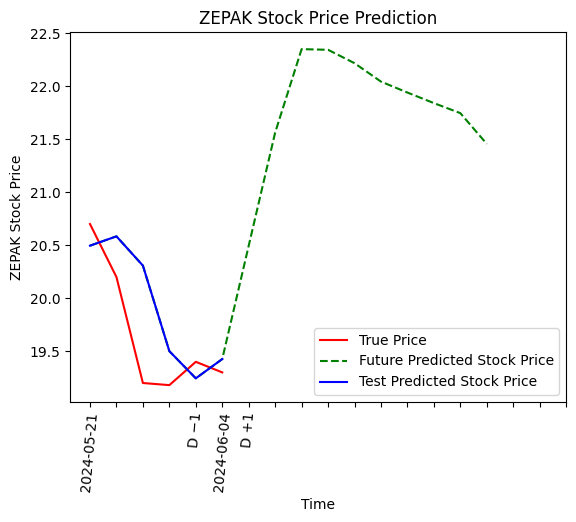 ZEPAK Stock Price Prediction
ZEPAK Stock Price
22.5
22.0
21.5
21.0
20.5
20.0
19.5
True Price
Future Predicted Stock Price
Test Predicted Stock Price
2024-05-21
D −1
2024-06-04
D +1
Time